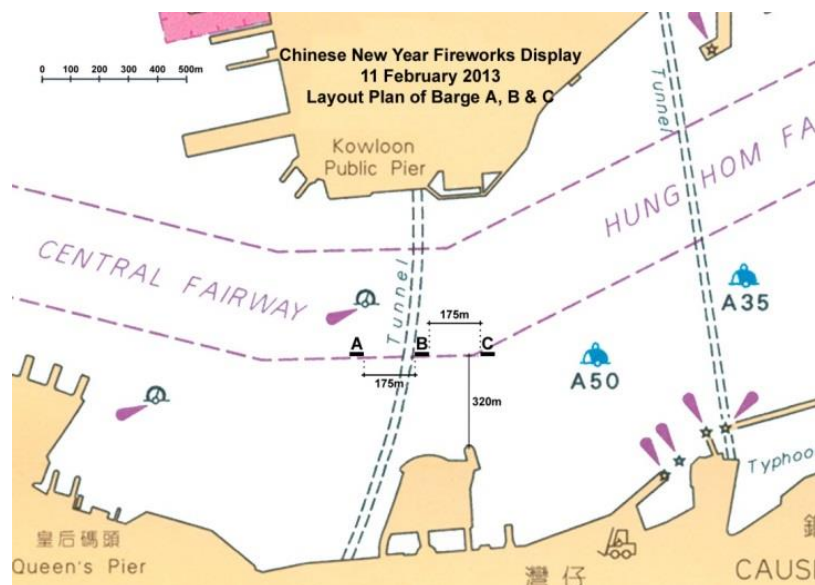 Chinese New Year Fireworks Display
11 February 2013
Layout Plan of Barge A, B & C
0 100 200 300 400 500m
Tunnel
Kowloon
Public Pier
HUNG HOM FA
CENTRAL FAIRWAY
Tunnel
A35
175m
A B C
A50
175m
320m
Typhoo
皇后碼頭
Queen's Pier
灣仔
CAUS